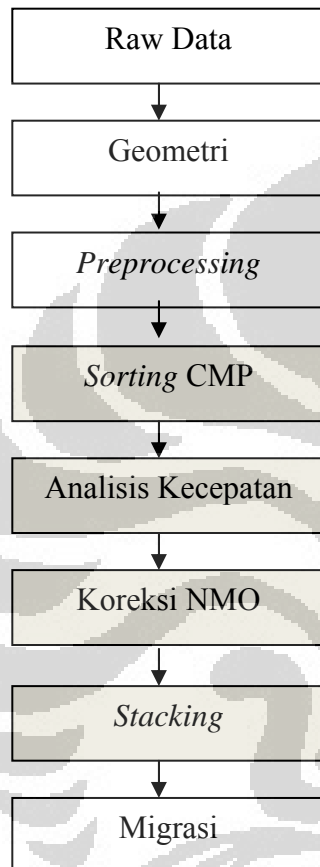 Raw Data
Geometri
Preprocessing
Sorting CMP
Analisis Kecepatan
Koreksi NMO
Stacking
Migrasi